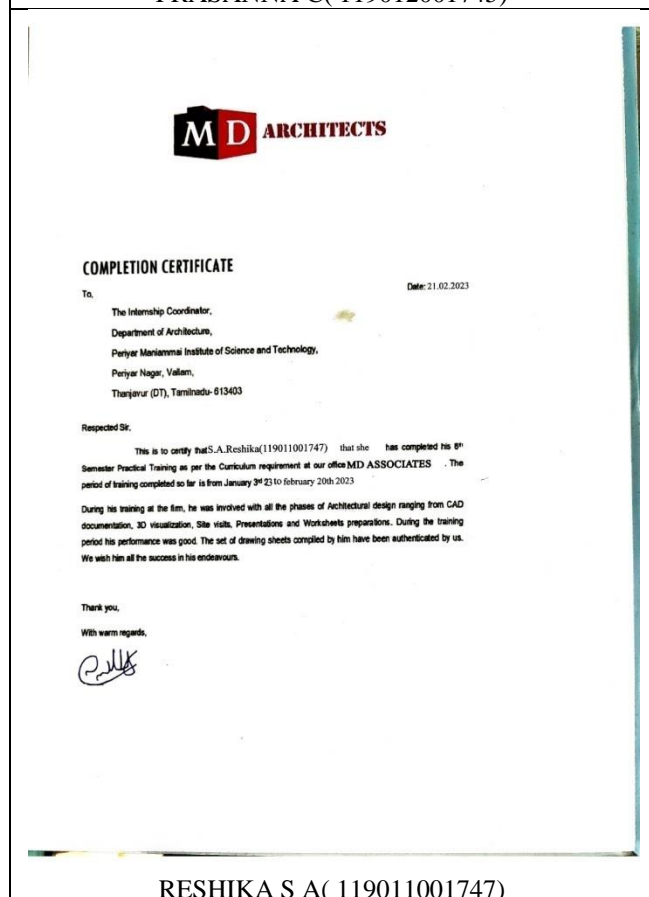 PRASANNA C( 119012001745)
M D ARCHITECTS
COMPLETION CERTIFICATE
Date: 21.02.2023
To,
The Internship Coordinator,
Department of Architecture,
Periyar Maniammai Institute of Science and Technology,
Periyar Nagar, Vallam,
Thanjavur (DT), Tamilnadu- 613403
Respected Sir,
This is to certify thatS.A.Reshika(119011001747) that she has completed his 8th
Semester Practical Training as per the Curriculum requirement at our office MD ASSOCIATES . The
period of training completed so far is from January 3rd 23 to february 20th 2023
During his training at the firm, he was involved with all the phases of Architectural design ranging from CAD
documentation, 3D visualization, Site visits, Presentations and Worksheets preparations. During the training
period his performance was good. The set of drawing sheets compiled by him have been authenticated by us.
We wish him all the success in his endeavours.
Thank you,
With warm regards,
RESHIKA S A( 119011001747)